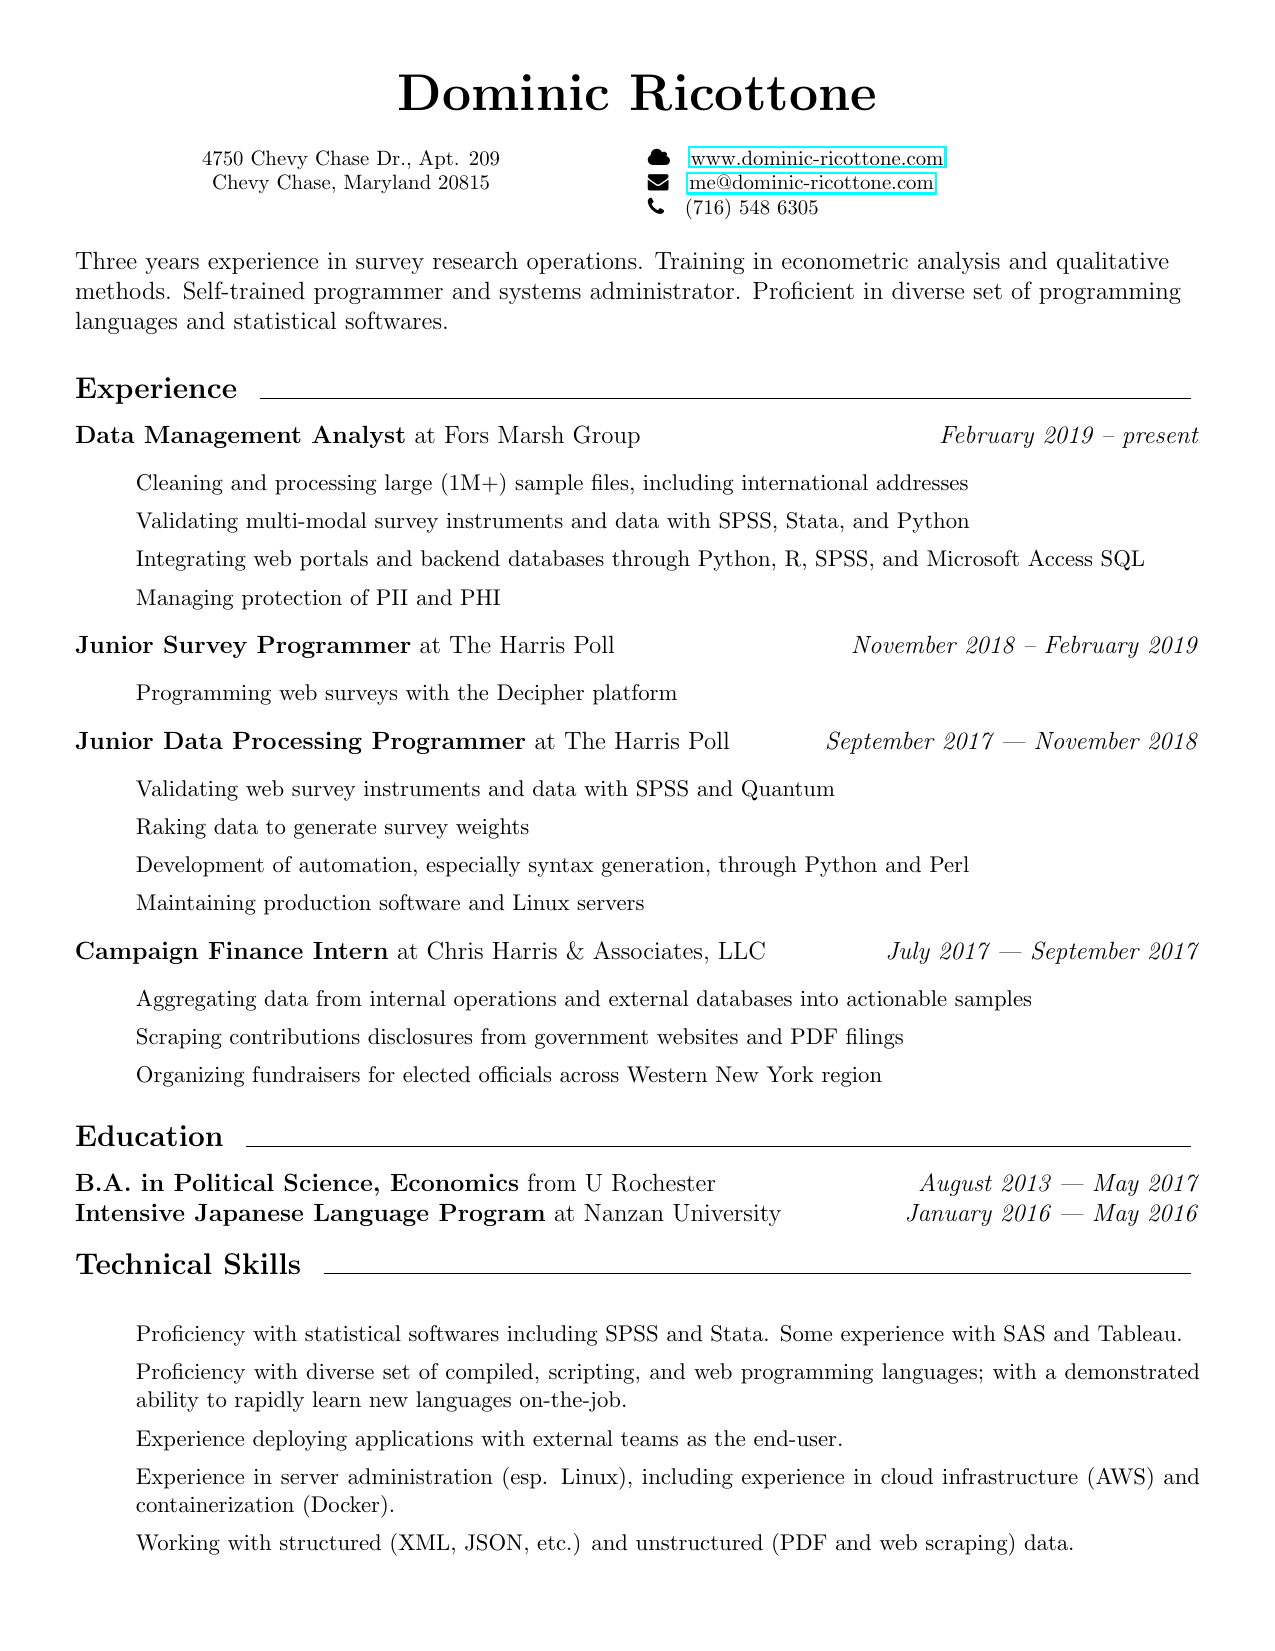 Dominic Ricottone
4750 Chevy Chase Dr., Apt. 209
Chevy Chase, Maryland 20815
www.dominic-ricottone.com
me@dominic-ricottone.com
(716) 548 6305
Three years experience in survey research operations. Training in econometric analysis and qualitative
methods. Self-trained programmer and systems administrator. Proficient in diverse set of programming
languages and statistical softwares.
Experience
Data Management Analyst at Fors Marsh Group February 2019 – present
Cleaning and processing large (1M+) sample files, including international addresses
Validating multi-modal survey instruments and data with SPSS, Stata, and Python
Integrating web portals and backend databases through Python, R, SPSS, and Microsoft Access SQL
Managing protection of PII and PHI
Junior Survey Programmer at The Harris Poll November 2018 – February 2019
Programming web surveys with the Decipher platform
Junior Data Processing Programmer at The Harris Poll September 2017 — November 2018
Validating web survey instruments and data with SPSS and Quantum
Raking data to generate survey weights
Development of automation, especially syntax generation, through Python and Perl
Maintaining production software and Linux servers
Campaign Finance Intern at Chris Harris & Associates, LLC July 2017 — September 2017
Aggregating data from internal operations and external databases into actionable samples
Scraping contributions disclosures from government websites and PDF filings
Organizing fundraisers for elected officials across Western New York region
Education
B.A. in Political Science, Economics from U Rochester August 2013 — May 2017
Intensive Japanese Language Program at Nanzan University January 2016 — May 2016
Technical Skills
Proficiency with statistical softwares including SPSS and Stata. Some experience with SAS and Tableau.
Proficiency with diverse set of compiled, scripting, and web programming languages; with a demonstrated
ability to rapidly learn new languages on-the-job.
Experience deploying applications with external teams as the end-user.
Experience in server administration (esp. Linux), including experience in cloud infrastructure (AWS) and
containerization (Docker).
Working with structured (XML, JSON, etc.) and unstructured (PDF and web scraping) data.